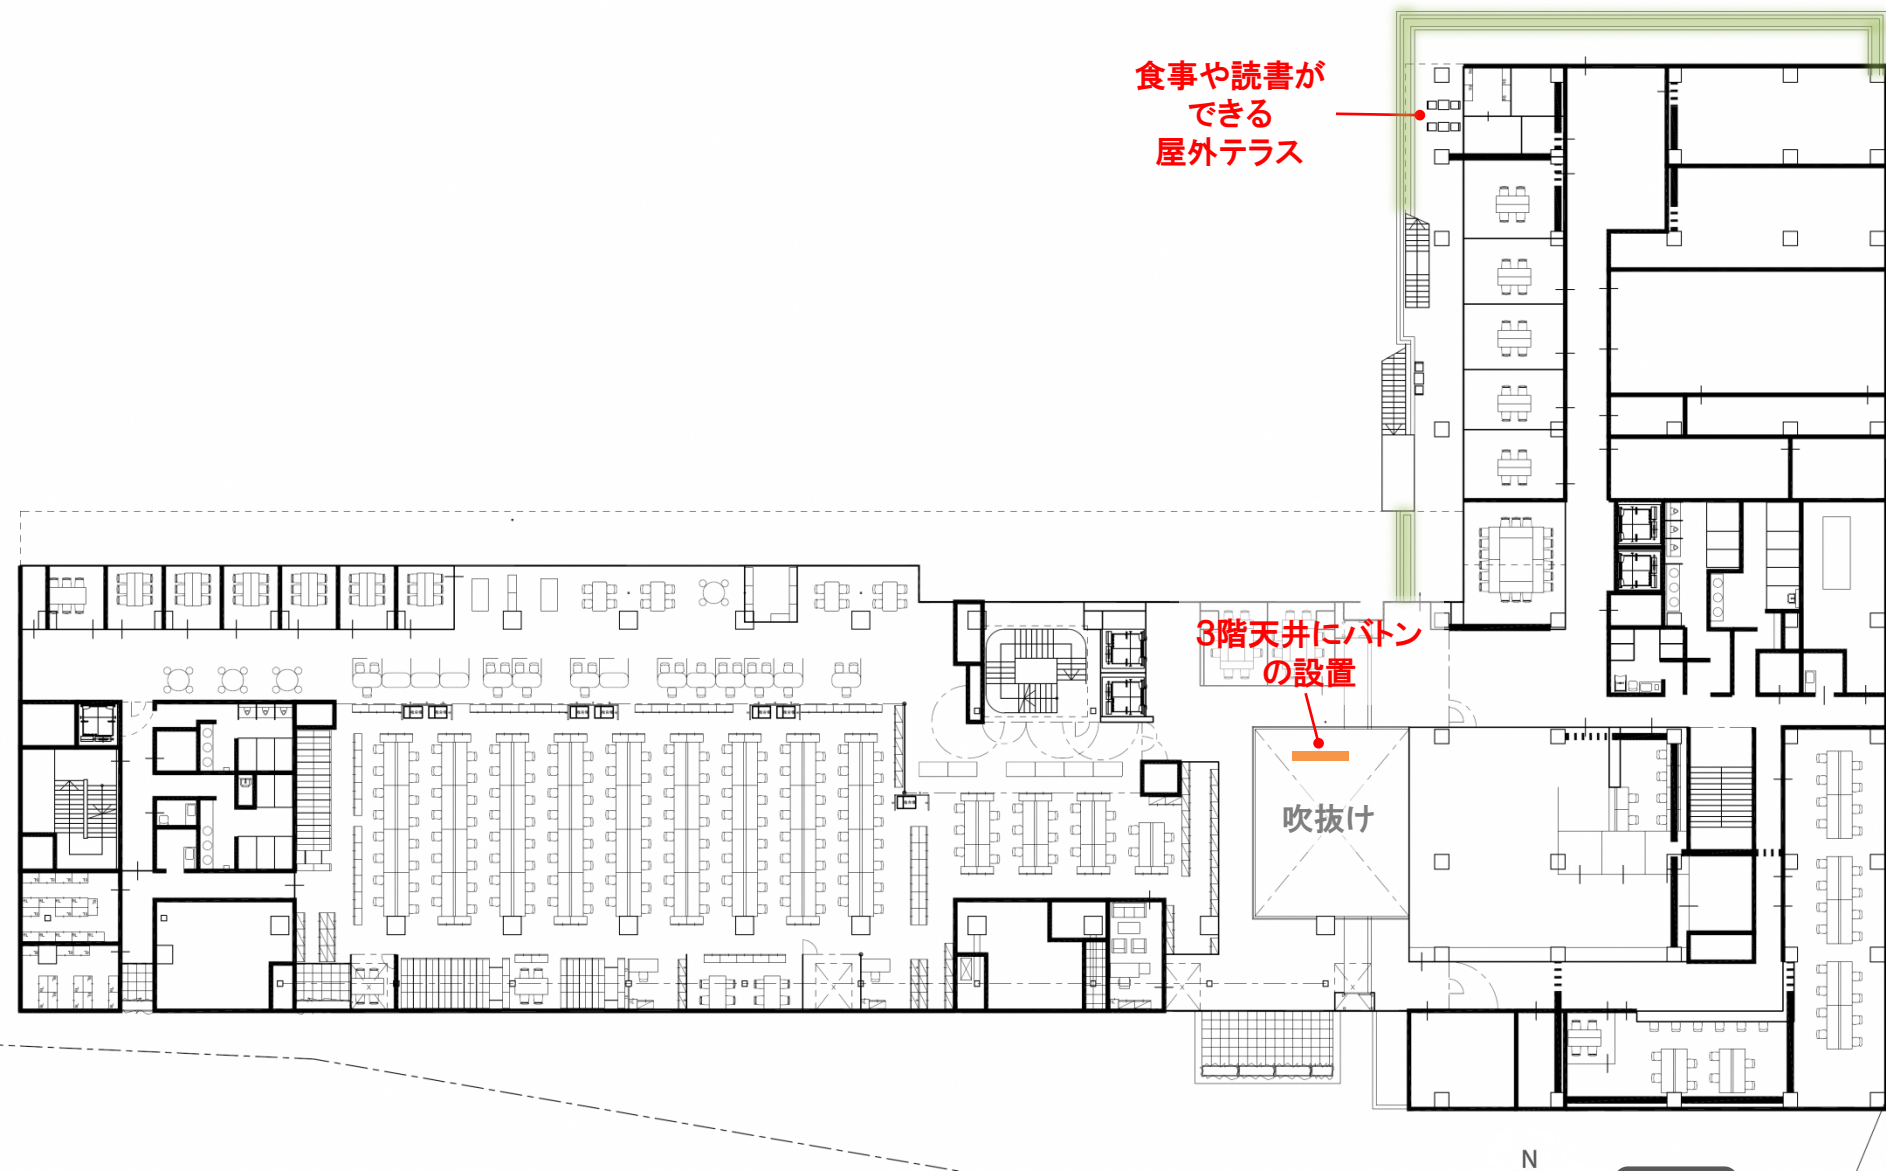 食事や読書が
できる
屋外テラス
3階天井にバトン
の設置
吹抜け
N